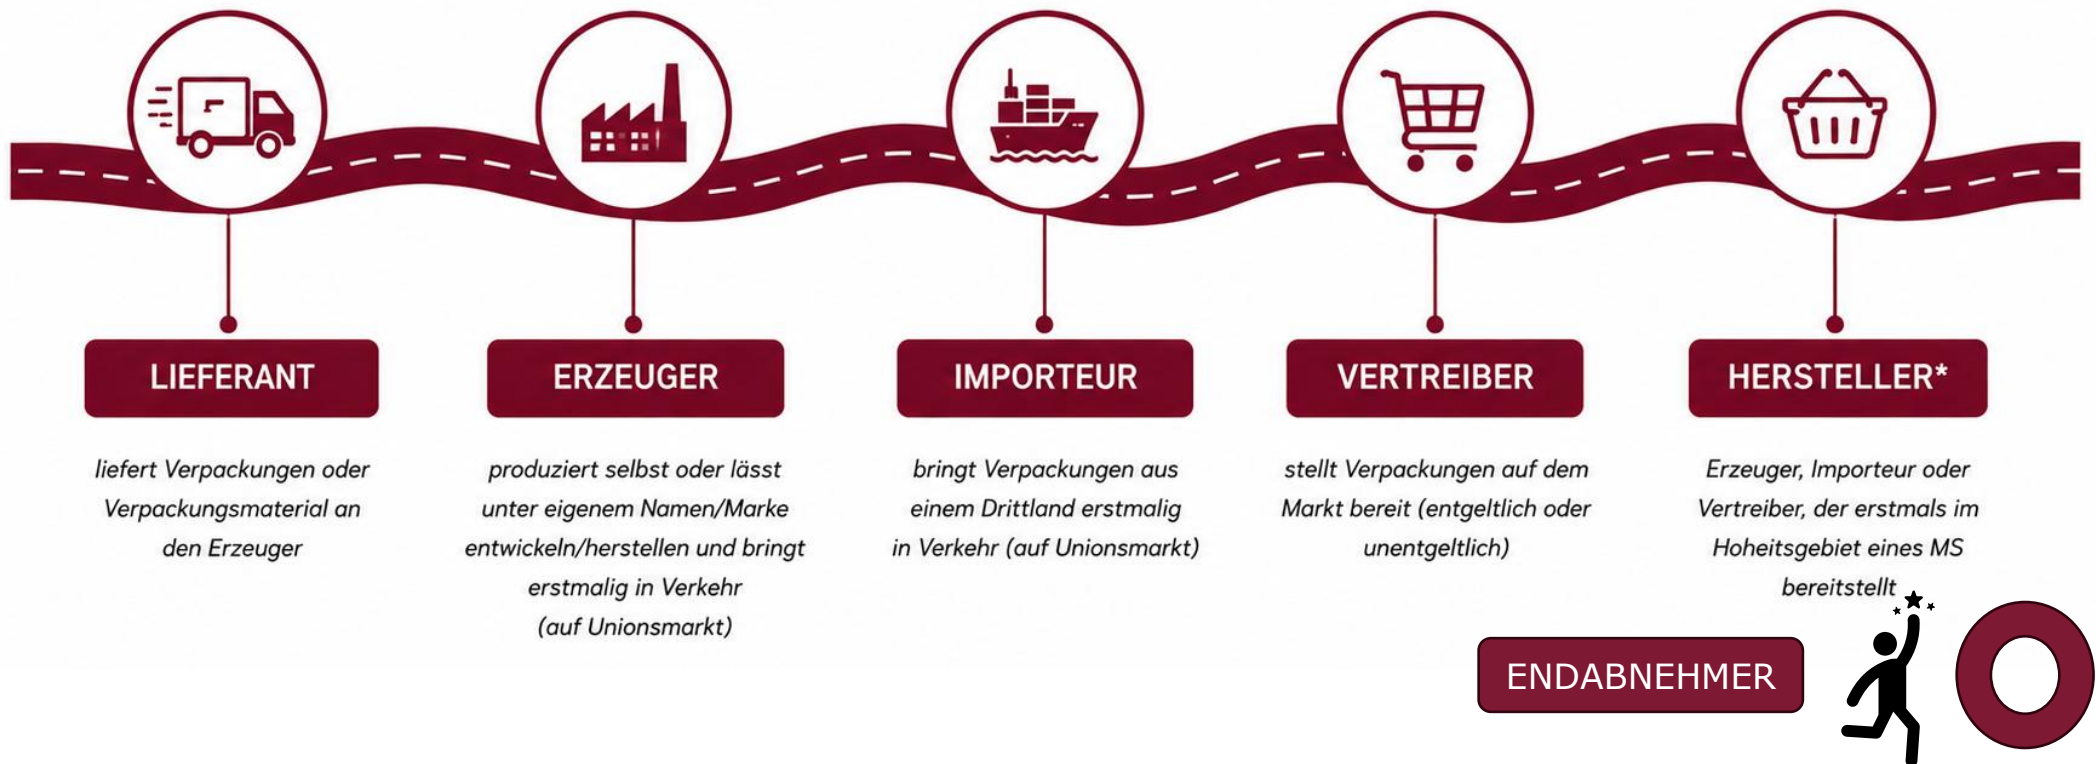 LIEFERANT
liefert Verpackungen oder
Verpackungsmaterial an
den Erzeuger
ERZEUGER
produziert selbst oder lässt
unter eigenem Namen/Marke
entwickeln/herstellen und bringt
erstmalig in Verkehr
(auf Unionsmarkt)
IMPORTEUR
bringt Verpackungen aus
einem Drittland erstmalig
in Verkehr (auf Unionsmarkt)
VERTREIBER
stellt Verpackungen auf dem
Markt bereit (entgeltlich oder
unentgeltlich)
HERSTELLER*
Erzeuger, Importeur oder
Vertreiber, der erstmals im
Hoheitsgebiet eines MS
bereitstellt
ENDABNEHMER